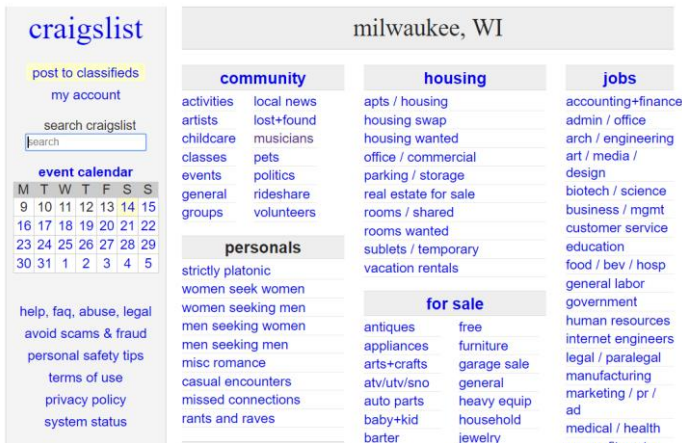 craigslist
post to classifieds
my account
search craigslist
search
event calendar
M T W T F S S
9 10 11 12 13 14 15
16 17 18 19 20 21 22
23 24 25 26 27 28 29
30 31 1 2 3 4 5
help, faq, abuse, legal
avoid scams & fraud
personal safety tips
terms of use
privacy policy
system status
milwaukee, WI
community
activities local news
artists lost+found
childcare musicians
classes pets
events politics
general rideshare
groups volunteers
personals
strictly platonic
women seek women
women seeking men
men seeking women
men seeking men
misc romance
casual encounters
missed connections
rants and raves
housing
apts / housing
housing swap
housing wanted
office / commercial
parking / storage
real estate for sale
rooms / shared
rooms wanted
sublets / temporary
vacation rentals
for sale
antiques free
appliances furniture
arts+crafts garage sale
atv/utv/sno general
auto parts heavy equip
baby+kid household
barter jewelry
jobs
accounting+finance
admin / office
arch / engineering
art / media /
design
biotech / science
business / mgmt
customer service
education
food / bev / hosp
general labor
government
human resources
internet engineers
legal / paralegal
manufacturing
marketing / pr /
ad
medical / health